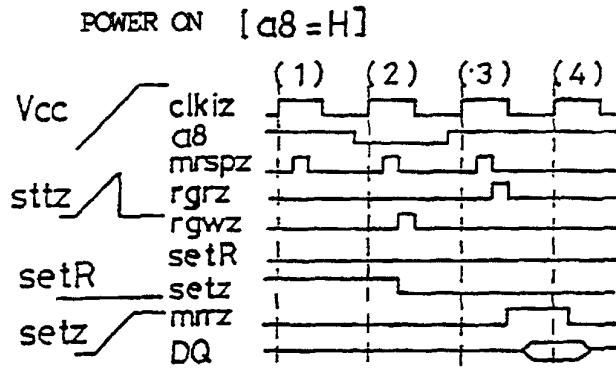 POWER ON [a8=H]
(1) (2) (3) (4)
Vcc
clkiz
a8
mrspz
sttz
rgrz
rgwz
setR
setR
setz
setz
mrrz
DQ